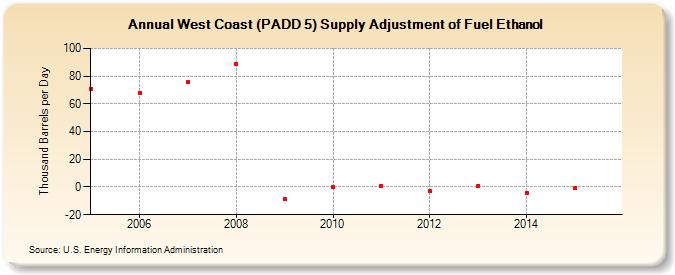 Annual West Coast (PADD 5) Supply Adjustment of Fuel Ethanol
Thousand Barrels per Day
100
80
60
40
20
0
-20
2006 2008 2010 2012 2014
Source: U.S. Energy Information Administration